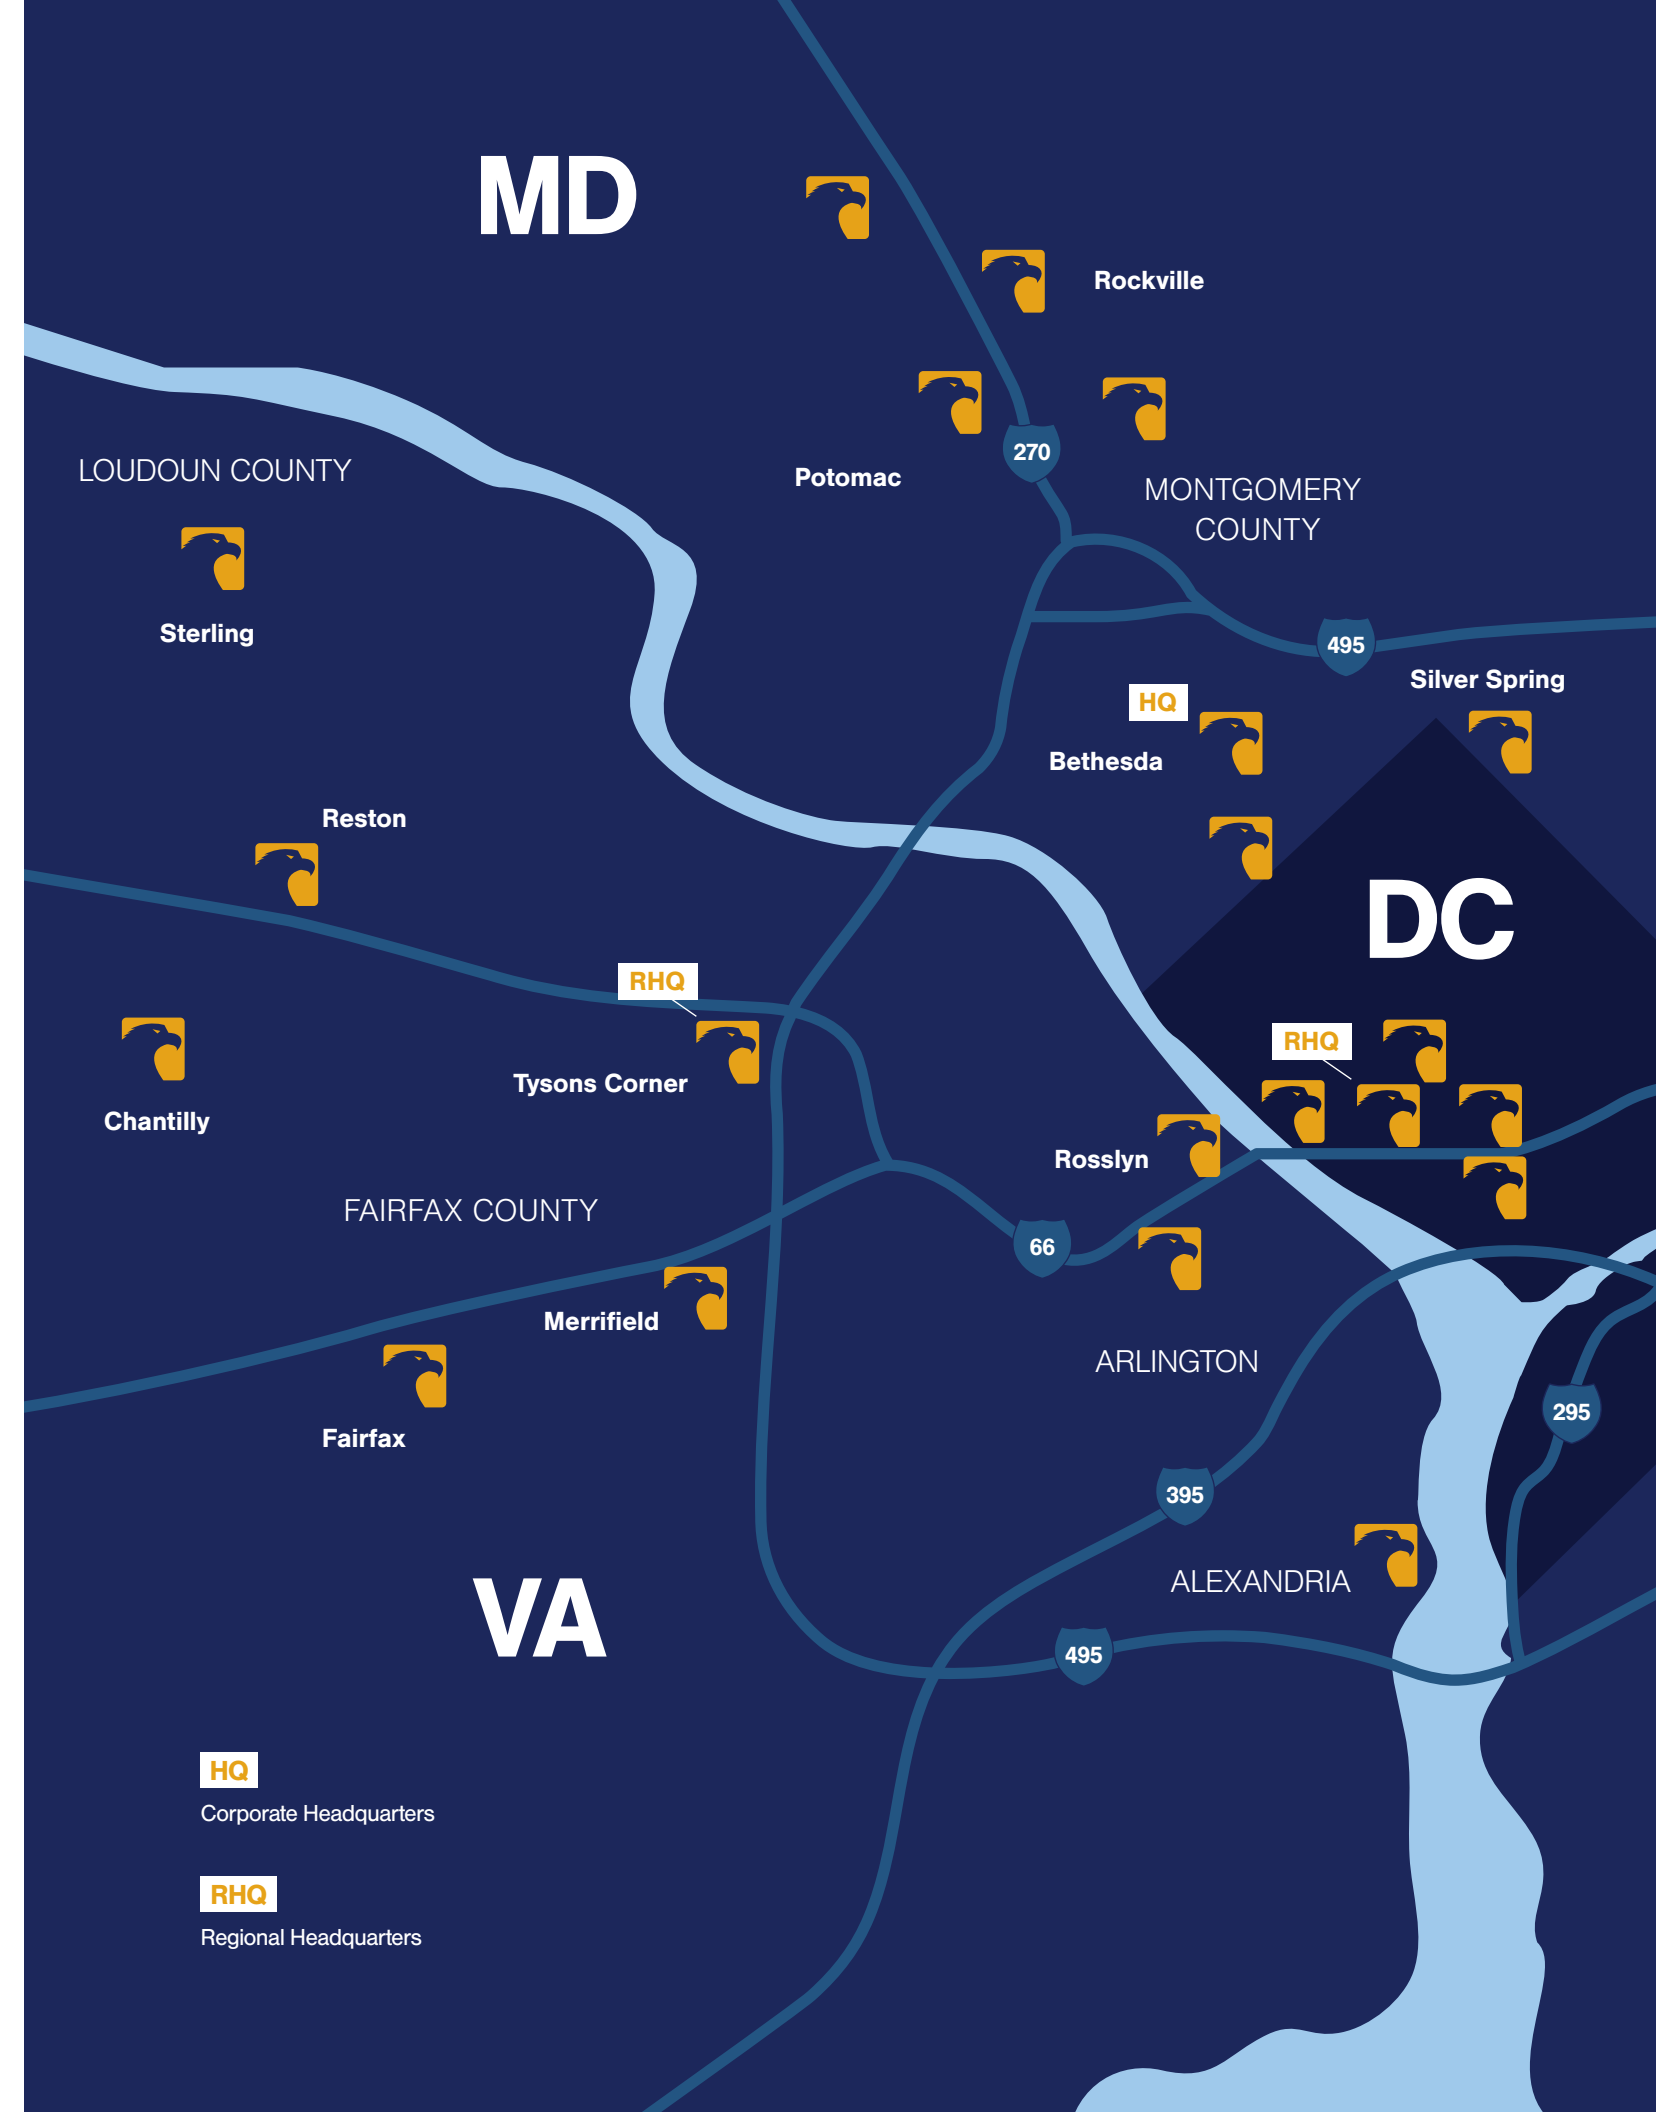 MD
Rockville
270
Potomac
LOUDOUN COUNTY
MONTGOMERY
COUNTY
Sterling
495
Silver Spring
HQ
Bethesda
Reston
DC
RHQ
Tysons Corner
RHQ
Chantilly
Rosslyn
FAIRFAX COUNTY
66
Merrifield
ARLINGTON
295
Fairfax
395
ALEXANDRIA
VA
495
HQ
Corporate Headquarters
RHQ
Regional Headquarters